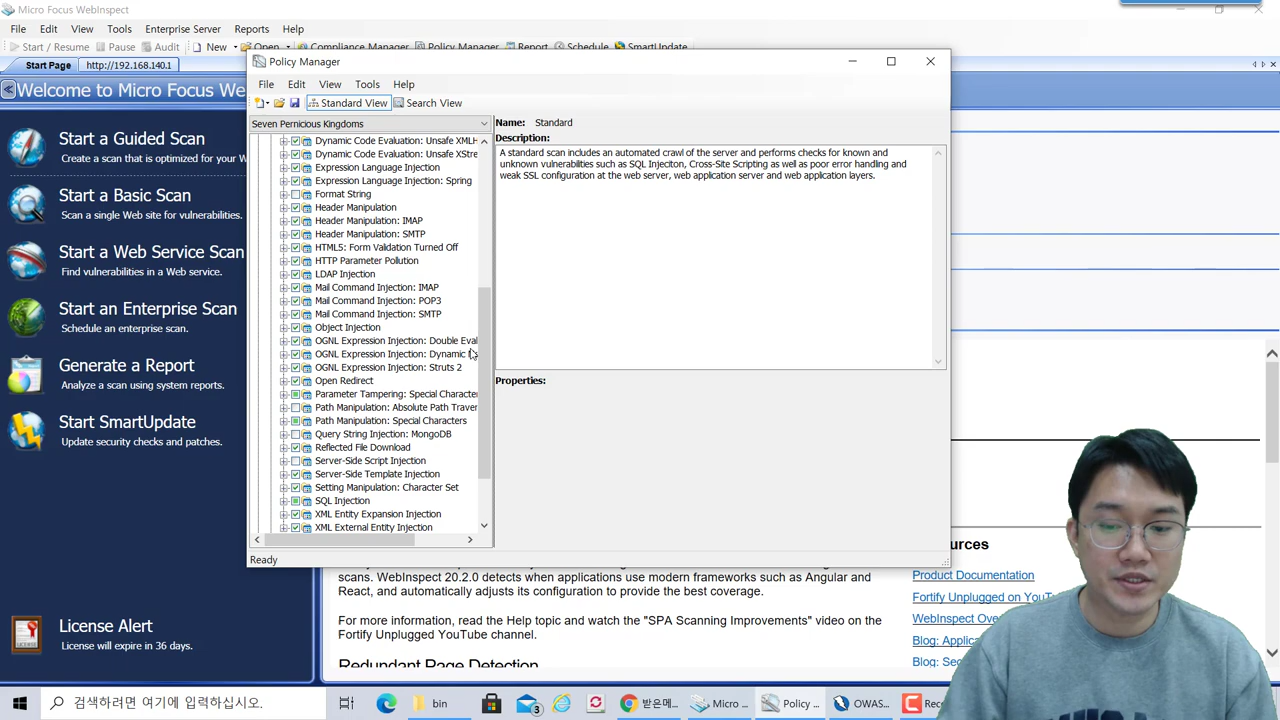 Micro Focus WebInspect
File Edit View Tools Enterprise Server Reports Help
Start / Resume Pause Audit New Open Compliance Manager Policy Manager Report Schedule SmartUpdate
Start Page http://192.168.140.1
Welcome to Micro Focus We
Start a Guided Scan
Create a scan that is optimized for your W
Start a Basic Scan
Scan a single Web site for vulnerabilities.
Start a Web Service Scan
Find vulnerabilities in a Web service.
Start an Enterprise Scan
Schedule an enterprise scan.
Generate a Report
Analyze a scan using system reports.
Start SmartUpdate
Update security checks and patches.
License Alert
License will expire in 36 days.
Policy Manager
File Edit View Tools Help
Standard View Search View
Seven Pernicious Kingdoms
Dynamic Code Evaluation: Unsafe XMLH
Dynamic Code Evaluation: Unsafe XStre
Expression Language Injection
Expression Language Injection: Spring
Format String
Header Manipulation
Header Manipulation: IMAP
Header Manipulation: SMTP
HTML5: Form Validation Turned Off
HTTP Parameter Pollution
LDAP Injection
Mail Command Injection: IMAP
Mail Command Injection: POP3
Mail Command Injection: SMTP
Object Injection
OGNL Expression Injection: Double Eval
OGNL Expression Injection: Dynamic
OGNL Expression Injection: Struts 2
Open Redirect
Parameter Tampering: Special Character
Path Manipulation: Absolute Path Traver
Path Manipulation: Special Characters
Query String Injection: MongoDB
Reflected File Download
Server-Side Script Injection
Server-Side Template Injection
Setting Manipulation: Character Set
SQL Injection
XML Entity Expansion Injection
XML External Entity Injection
Ready
Name: Standard
Description:
A standard scan includes an automated crawl of the server and performs checks for known and
unknown vulnerabilities such as SQL Injeciton, Cross-Site Scripting as well as poor error handling and
weak SSL configuration at the web server, web application server and web application layers.
Properties:
scans. WebInspect 20.2.0 detects when applications use modern frameworks such as Angular and
React, and automatically adjusts its configuration to provide the best coverage.
For more information, read the Help topic and watch the "SPA Scanning Improvements" video on the
Fortify Unplugged YouTube channel.
Redundant Page Detection
ources
Product Documentation
Fortify Unplugged on YouT
WebInspect Ove
Blog: Applic
Blog: Sec
검색하려면 여기에 입력하십시오.
bin
3
받은메...
Micro ...
Policy ...
OWAS...
Rec